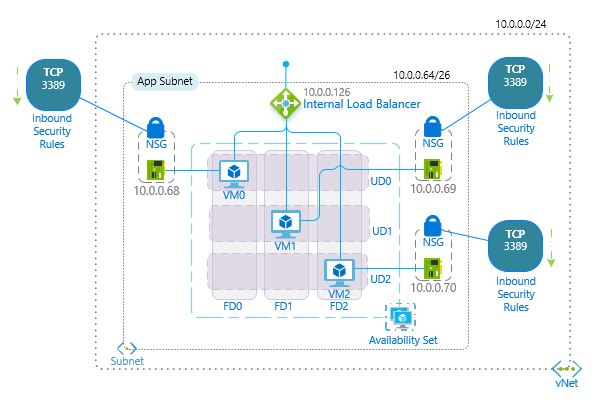 10.0.0.0/24
TCP
3389
Inbound
Security
Rules
App Subnet
10.0.0.64/26
10.0.0.126
Internal Load Balancer
TCP
3389
Inbound
Security
Rules
NSG
10.0.0.68
NSG
10.0.0.69
VM0
UD0
VM1
UD1
VM2
UD2
FD0
FD1
FD2
NSG
10.0.0.70
TCP
3389
Inbound
Security
Rules
Availability Set
Subnet
vNet